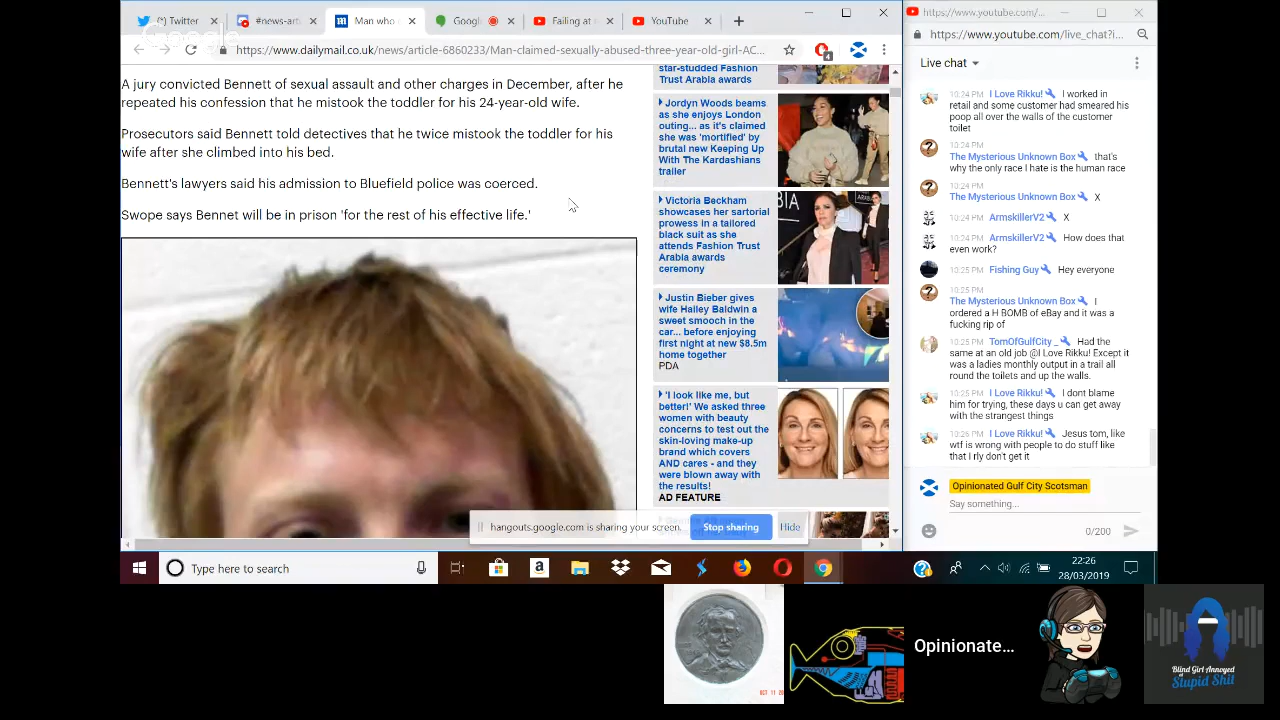 (1) Twitter
#news-arti
Man who c
Google
Failing at r
YouTube
Google
https://www.dailymail.co.uk/news/article-6860233/Man-claimed-sexually-abused-three-year-old-girl-AC...
4
A jury convicted Bennett of sexual assault and other charges in December, after he
repeated his confession that he mistook the toddler for his 24-year-old wife.
Prosecutors said Bennett told detectives that he twice mistook the toddler for his
wife after she climbed into his bed.
Bennett's lawyers said his admission to Bluefield police was coerced.
Bennet will be in prison 'for the rest of his effective life.'
star-studded Fashion
Trust Arabia awards
Jordyn Woods beams
as she enjoys London
outing... as it's claimed
she was 'mortified' by
brutal new Keeping Up
With The Kardashians
trailer
Victoria Beckham
showcases her sartorial
prowess in a tailored
black suit as she
attends Fashion Trust
Arabia awards
ceremony
Justin Bieber gives
wife Hailey Baldwin a
sweet smooch in the
car... before enjoying
first night at new $8.5m
home together
PDA
'I look like me, but
better!' We asked three
women with beauty
concerns to test out the
skin-loving make-up
brand which covers
AND cares - and they
were blown away with
the results!
AD FEATURE
hangouts.google.com is sharing your screen.
Stop sharing
Hide
https://www.youtube.com/...
https://www.youtube.com/live_chat?i...
Live chat
10:24 PM I Love Rikku! I worked in
retail and some customer had smeared his
poop all over the walls of the customer
toilet
10:24 PM
The Mysterious Unknown Box that's
why the only race I hate is the human race
10:24 PM
The Mysterious Unknown Box X
10:24 PM ArmskillerV2 X
10:24 PM ArmskillerV2 How does that
even work?
10:25 PM Fishing Guy Hey everyone
10:25 PM
The Mysterious Unknown Box I
ordered a H BOMB of eBay and it was a
fucking rip of
10:25 PM TomOfGulfCity _ Had the
same at an old job @I Love Rikku! Except it
was a ladies monthly output in a trail all
round the toilets and up the walls.
10:25 PM I Love Rikku! I dont blame
him for trying, these days u can get away
with the strangest things
10:26 PM I Love Rikku! Jesus tom, like
wtf is wrong with people to do stuff like
that I rly don't get it
Opinionated Gulf City Scotsman
Say something...
0/200
Type here to search
22:26
28/03/2019
Opinionate...
Blind Girl Annoyed
at
Stupid Shit